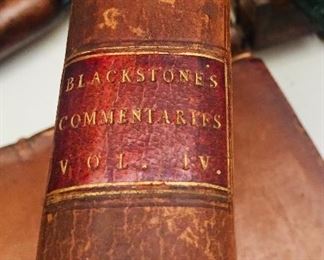 BLACKSTONE'S
COMMENTARIES
VOL. IV.